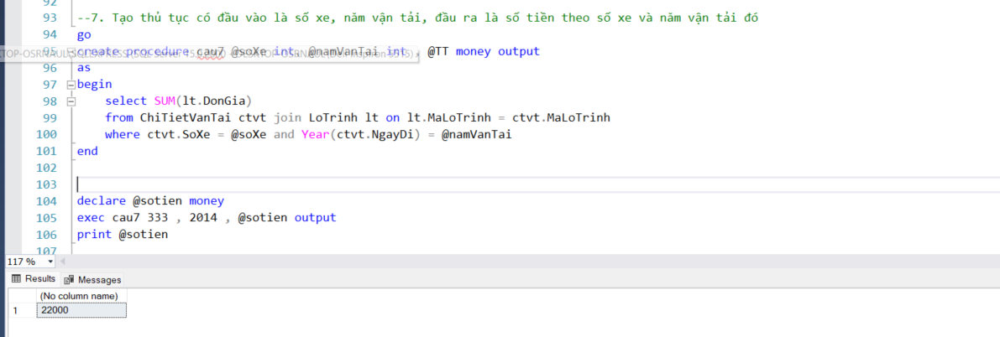 92
93 --7. Tạo thủ tục có đầu vào là số xe, năm vận tải, đầu ra là số tiền theo số xe và năm vận tải đó
94 go
95 create procedure cau7 @soXe int, @namVanTai int , @TT money output
96 as
97 begin
98 select SUM(lt.DonGia)
99 from ChiTietVanTai ctvt join LoTrinh lt on lt.MaLoTrinh = ctvt.MaLoTrinh
100 where ctvt.SoXe = @soXe and Year(ctvt.NgayDi) = @namVanTai
101 end
102
103
104 declare @sotien money
105 exec cau7 333 , 2014 , @sotien output
106 print @sotien
107
117 %
Results Messages
(No column name)
1 22000